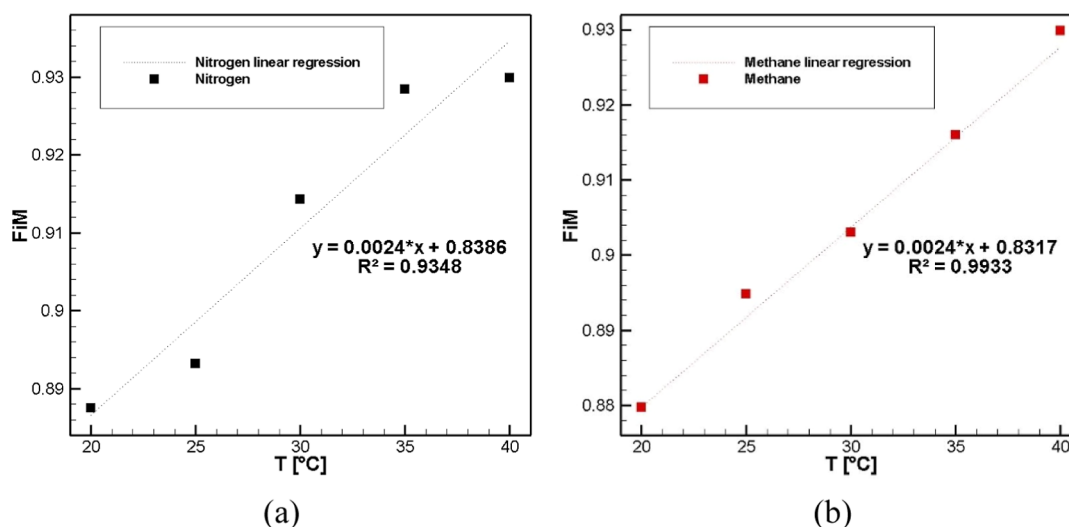 Nitrogen linear regression
Nitrogen
0.93
0.92
0.91
0.9
0.89
FiM
y = 0.0024*x + 0.8386
R² = 0.9348
20 25 30 35 40
T [°C]
(a)
Methane linear regression
Methane
0.93
0.92
0.91
0.9
0.89
0.88
FiM
y = 0.0024*x + 0.8317
R² = 0.9933
20 25 30 35 40
T [°C]
(b)